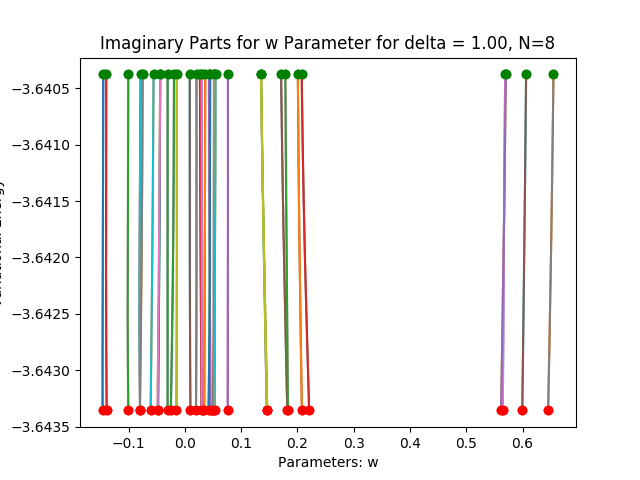 Imaginary Parts for w Parameter for delta = 1.00, N=8
−3.6405
−3.6410
−3.6415
−3.6420
−3.6425
−3.6430
−3.6435
−0.1 0.0 0.1 0.2 0.3 0.4 0.5 0.6
Parameters: w